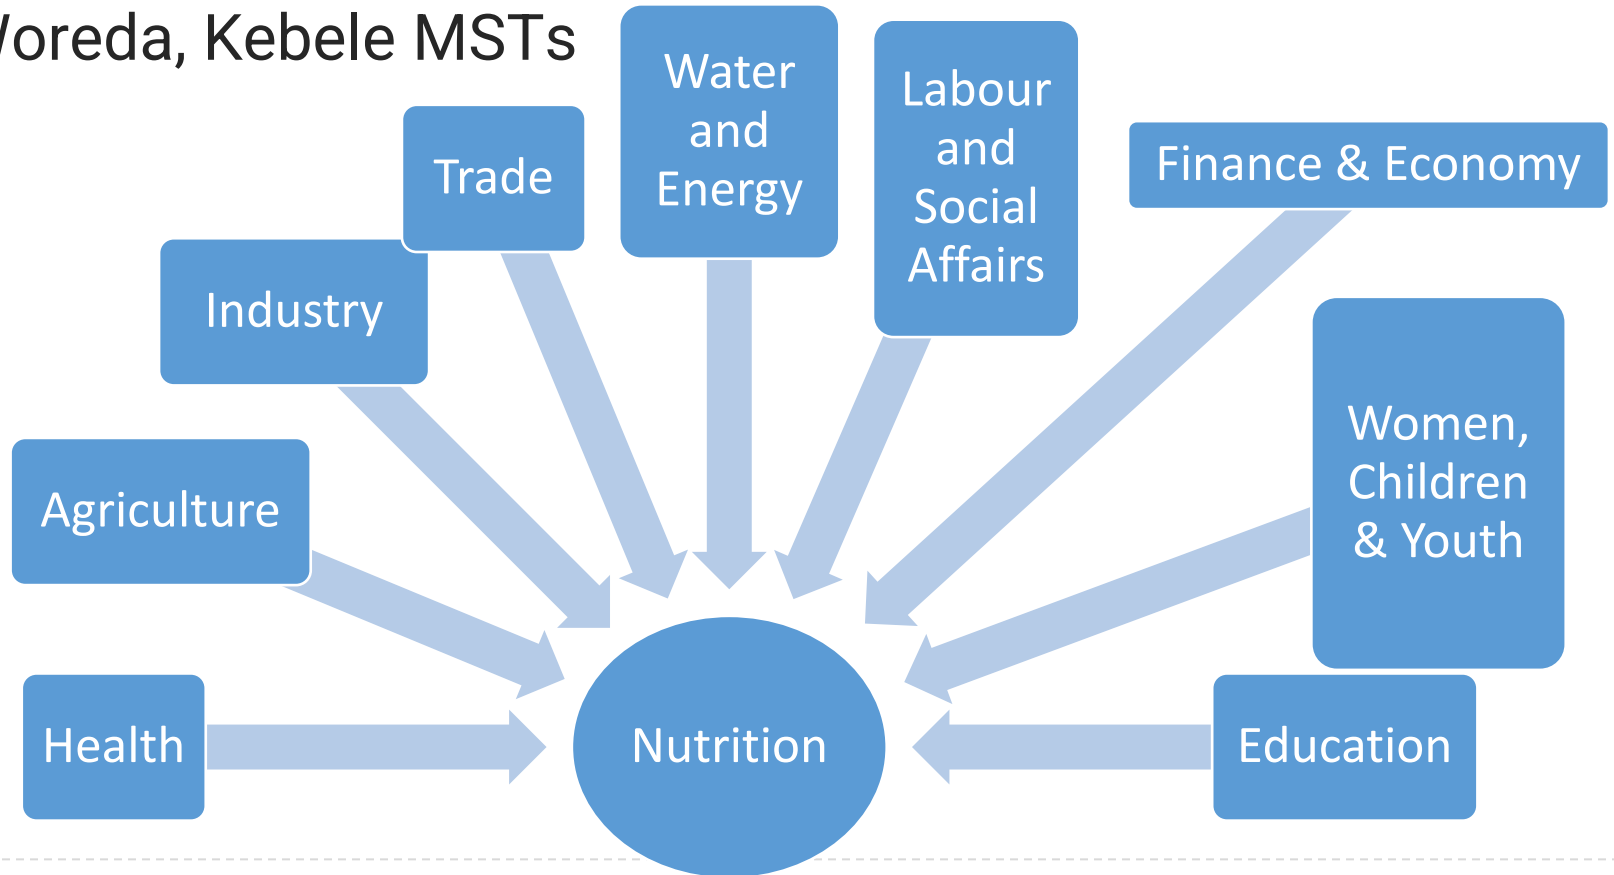 Woreda, Kebele MSTs
Water
and
Energy
Labour
and
Social
Affairs
Trade
Finance & Economy
Industry
Women,
Children
& Youth
Agriculture
Health
Nutrition
Education